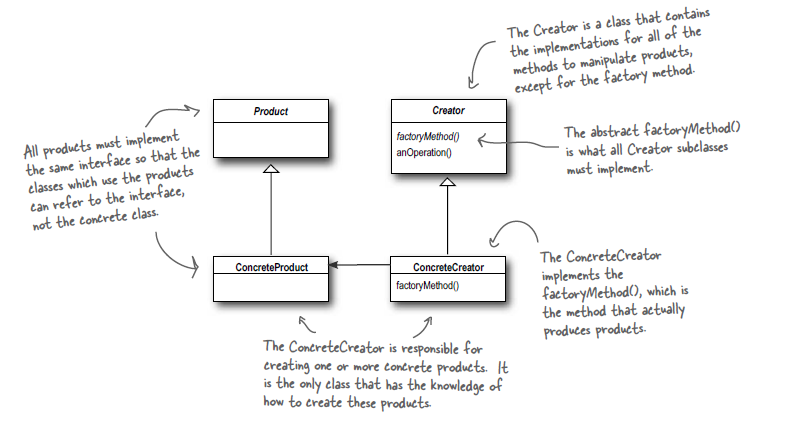 The Creator is a class that contains
the implementations for all of the
methods to manipulate products,
except for the factory method.
Product
Creator
factoryMethod()
anOperation()
All products must implement
the same interface so that the
classes which use the products
can refer to the interface,
not the concrete class.
The abstract factoryMethod()
is what all Creator subclasses
must implement.
ConcreteProduct
ConcreteCreator
factoryMethod()
The ConcreteCreator
implements the
factoryMethod(), which is
the method that actually
produces products.
The ConcreteCreator is responsible for
creating one or more concrete products. It
is the only class that has the knowledge of
how to create these products.